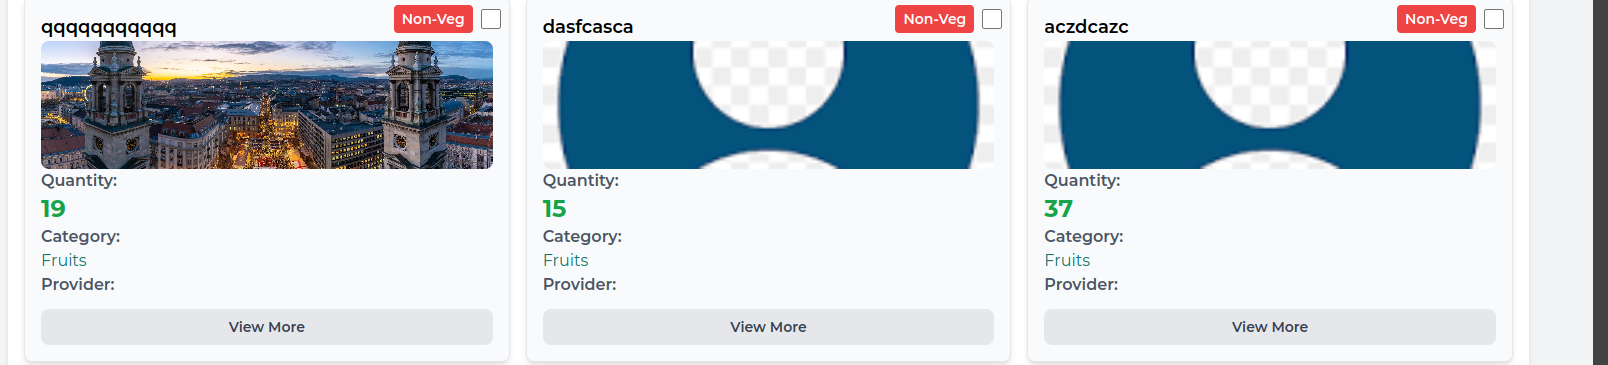 qqqqqqqqqqq Non-Veg
Quantity:
19
Category:
Fruits
Provider:
View More
dasfcasca Non-Veg
Quantity:
15
Category:
Fruits
Provider:
View More
aczdcazc Non-Veg
Quantity:
37
Category:
Fruits
Provider:
View More